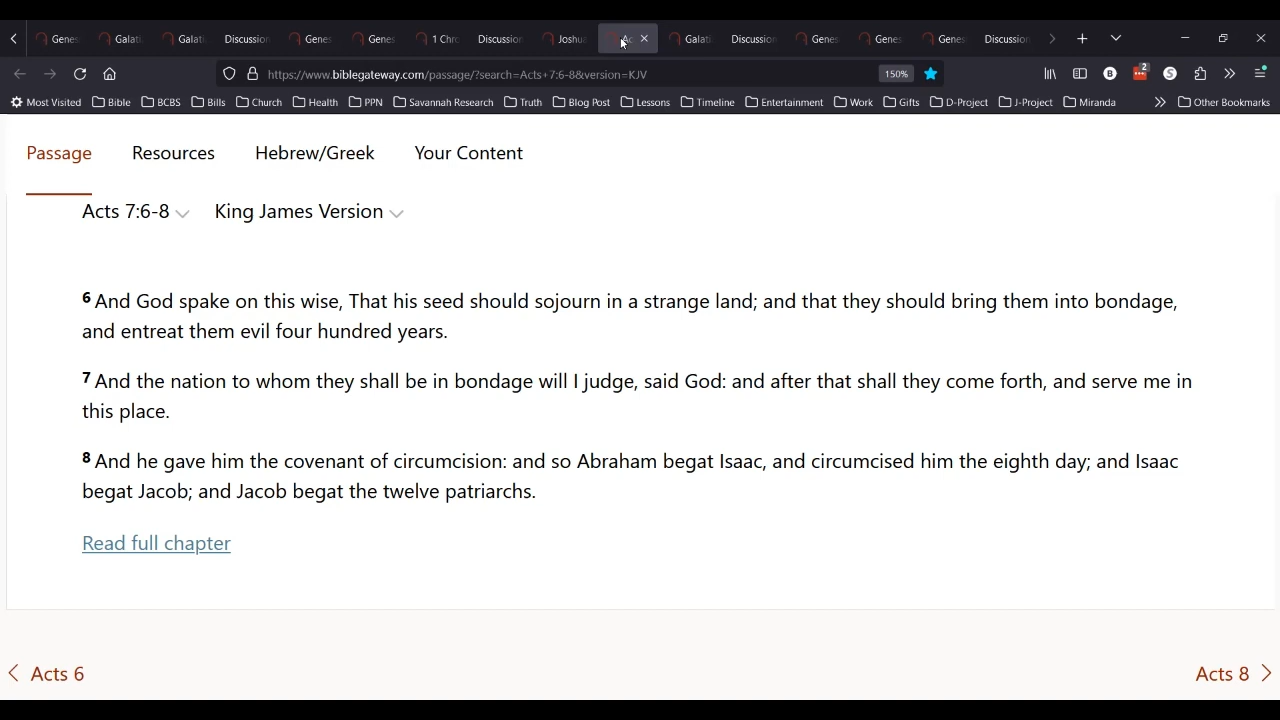 Genes Galati Galati Discussion Genes Genes 1 Chro Discussion Joshua Ac Galati Discussion Genes Genes Genes Discussion
https://www.biblegateway.com/passage/?search=Acts+7:6-8&version=KJV 150% 2
Most Visited Bible BCBS Bills Church Health PPN Savannah Research Truth Blog Post Lessons Timeline Entertainment Work Gifts D-Project J-Project Miranda Other Bookmarks
Passage Resources Hebrew/Greek Your Content
Acts 7:6-8 King James Version
6 And God spake on this wise, That his seed should sojourn in a strange land; and that they should bring them into bondage,
and entreat them evil four hundred years.
7 And the nation to whom they shall be in bondage will I judge, said God: and after that shall they come forth, and serve me in
this place.
8 And he gave him the covenant of circumcision: and so Abraham begat Isaac, and circumcised him the eighth day; and Isaac
begat Jacob; and Jacob begat the twelve patriarchs.
Read full chapter
Acts 6 Acts 8